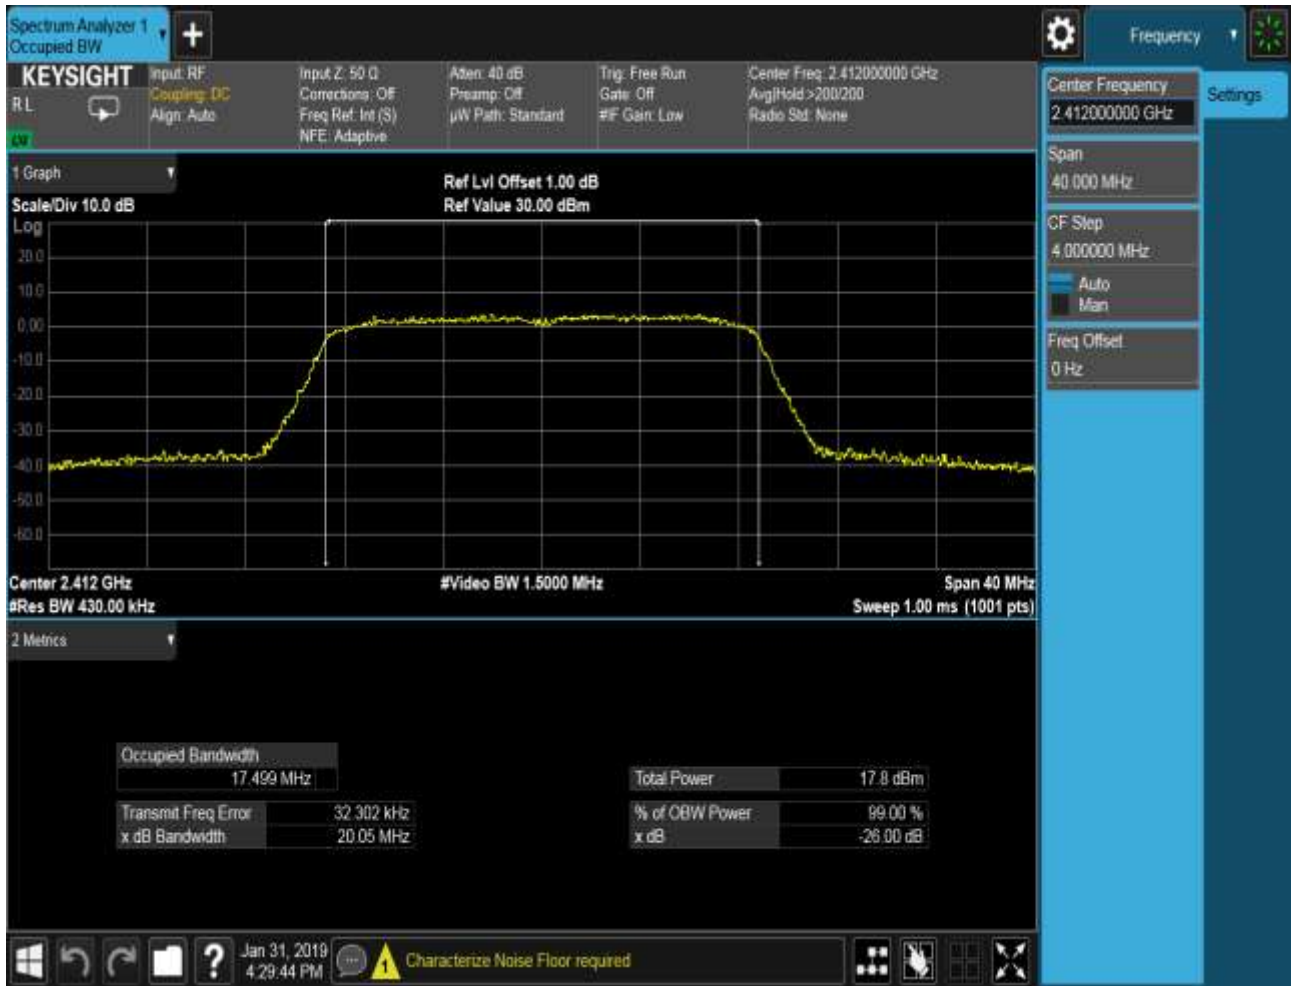 Spectrum Analyzer 1
Occupied BW
Frequency
KEYSIGHT
R L
Input: RF
Coupling: DC
Align: Auto
Input Z: 50 Ω
Corrections: Off
Freq Ref: Int (S)
NFE: Adaptive
Atten: 40 dB
Preamp: Off
µW Path: Standard
Trig: Free Run
Gate: Off
#IF Gain: Low
Center Freq: 2.412000000 GHz
Avg|Hold:>200/200
Radio Std: None
Center Frequency
2.412000000 GHz
Settings
Span
40.000 MHz
CF Step
4.000000 MHz
Auto
Man
Freq Offset
0 Hz
1 Graph
Scale/Div 10.0 dB
Ref Lvl Offset 1.00 dB
Ref Value 30.00 dBm
Log
20.0
10.0
0.00
-10.0
-20.0
-30.0
-40.0
-50.0
-60.0
Center 2.412 GHz
#Video BW 1.5000 MHz
Span 40 MHz
#Res BW 430.00 kHz
Sweep 1.00 ms (1001 pts)
2 Metrics
Occupied Bandwidth
17.499 MHz
Total Power 17.8 dBm
Transmit Freq Error 32.302 kHz
% of OBW Power 99.00 %
x dB Bandwidth 20.05 MHz
x dB -26.00 dB
?
Jan 31, 2019
4:29:44 PM
1
Characterize Noise Floor required